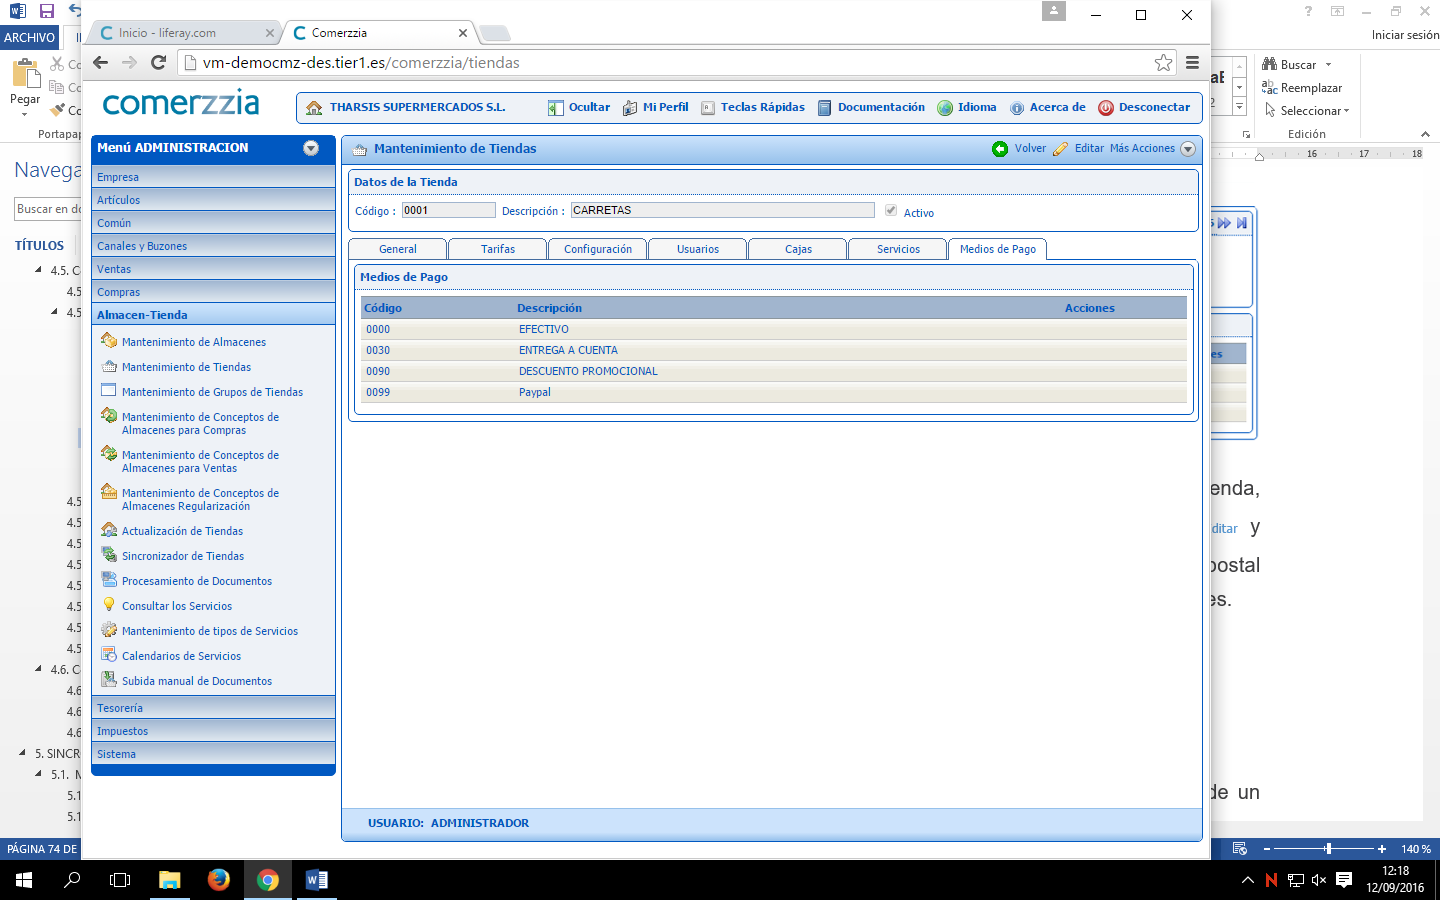 ARCHIVO
Iniciar sesión
Inicio - liferay.com
Comerzzia
vm-democmz-des.tier1.es/comerzzia/tiendas
Pegar
Co
Portapap
Buscar
Reemplazar
Seleccionar
Edición
comerzzia
THARSIS SUPERMERCADOS S.L.
Ocultar
Mi Perfil
Teclas Rápidas
Documentación
Idioma
Acerca de
Desconectar
16
17
18
Navega
Buscar en do
TÍTULOS
4.5. C
4.5
4.5
4.5
4.5
4.5
4.5
4.5
4.5
4.5
4.5
4.6. C
4.6
4.6
4.6
5. SINCR
5.1. M
5.1
5.1
Menú ADMINISTRACION
Empresa
Artículos
Común
Canales y Buzones
Ventas
Compras
Almacen-Tienda
Mantenimiento de Almacenes
Mantenimiento de Tiendas
Mantenimiento de Grupos de Tiendas
Mantenimiento de Conceptos de
Almacenes para Compras
Mantenimiento de Conceptos de
Almacenes para Ventas
Mantenimiento de Conceptos de
Almacenes Regularización
Actualización de Tiendas
Sincronizador de Tiendas
Procesamiento de Documentos
Consultar los Servicios
Mantenimiento de tipos de Servicios
Calendarios de Servicios
Subida manual de Documentos
Tesorería
Impuestos
Sistema
Mantenimiento de Tiendas
Volver
Editar
Más Acciones
Datos de la Tienda
Código : 0001 Descripción : CARRETAS Activo
General
Tarifas
Configuración
Usuarios
Cajas
Servicios
Medios de Pago
Medios de Pago
Código Descripción Acciones
0000 EFECTIVO
0030 ENTREGA A CUENTA
0090 DESCUENTO PROMOCIONAL
0099 Paypal
USUARIO: ADMINISTRADOR
es
enda,
ditar y
postal
es.
de un
PÁGINA 74 DE
140 %
12:18
12/09/2016